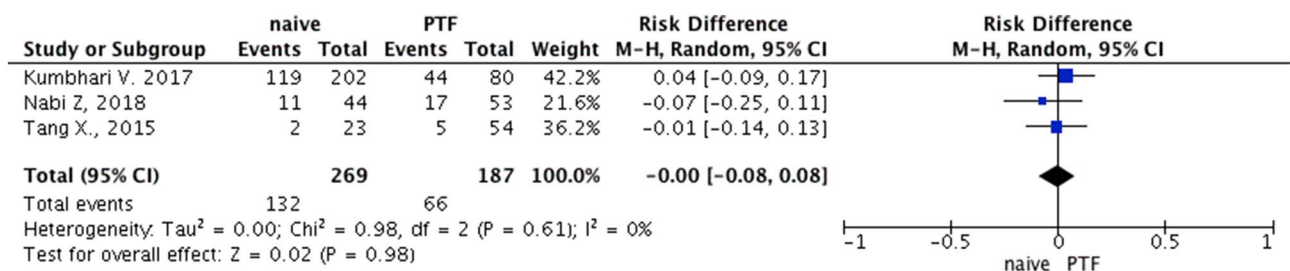 naive PTF Risk Difference Risk Difference
Study or Subgroup Events Total Events Total Weight M-H, Random, 95% CI M-H, Random, 95% CI
Kumbhari V. 2017 119 202 44 80 42.2% 0.04 [-0.09, 0.17]
Nabi Z, 2018 11 44 17 53 21.6% -0.07 [-0.25, 0.11]
Tang X., 2015 2 23 5 54 36.2% -0.01 [-0.14, 0.13]
Total (95% CI) 269 187 100.0% -0.00 [-0.08, 0.08]
Total events 132 66
Heterogeneity: Tau² = 0.00; Chi² = 0.98, df = 2 (P = 0.61); I² = 0%
Test for overall effect: Z = 0.02 (P = 0.98)
-1 -0.5 0 0.5 1
naive PTF